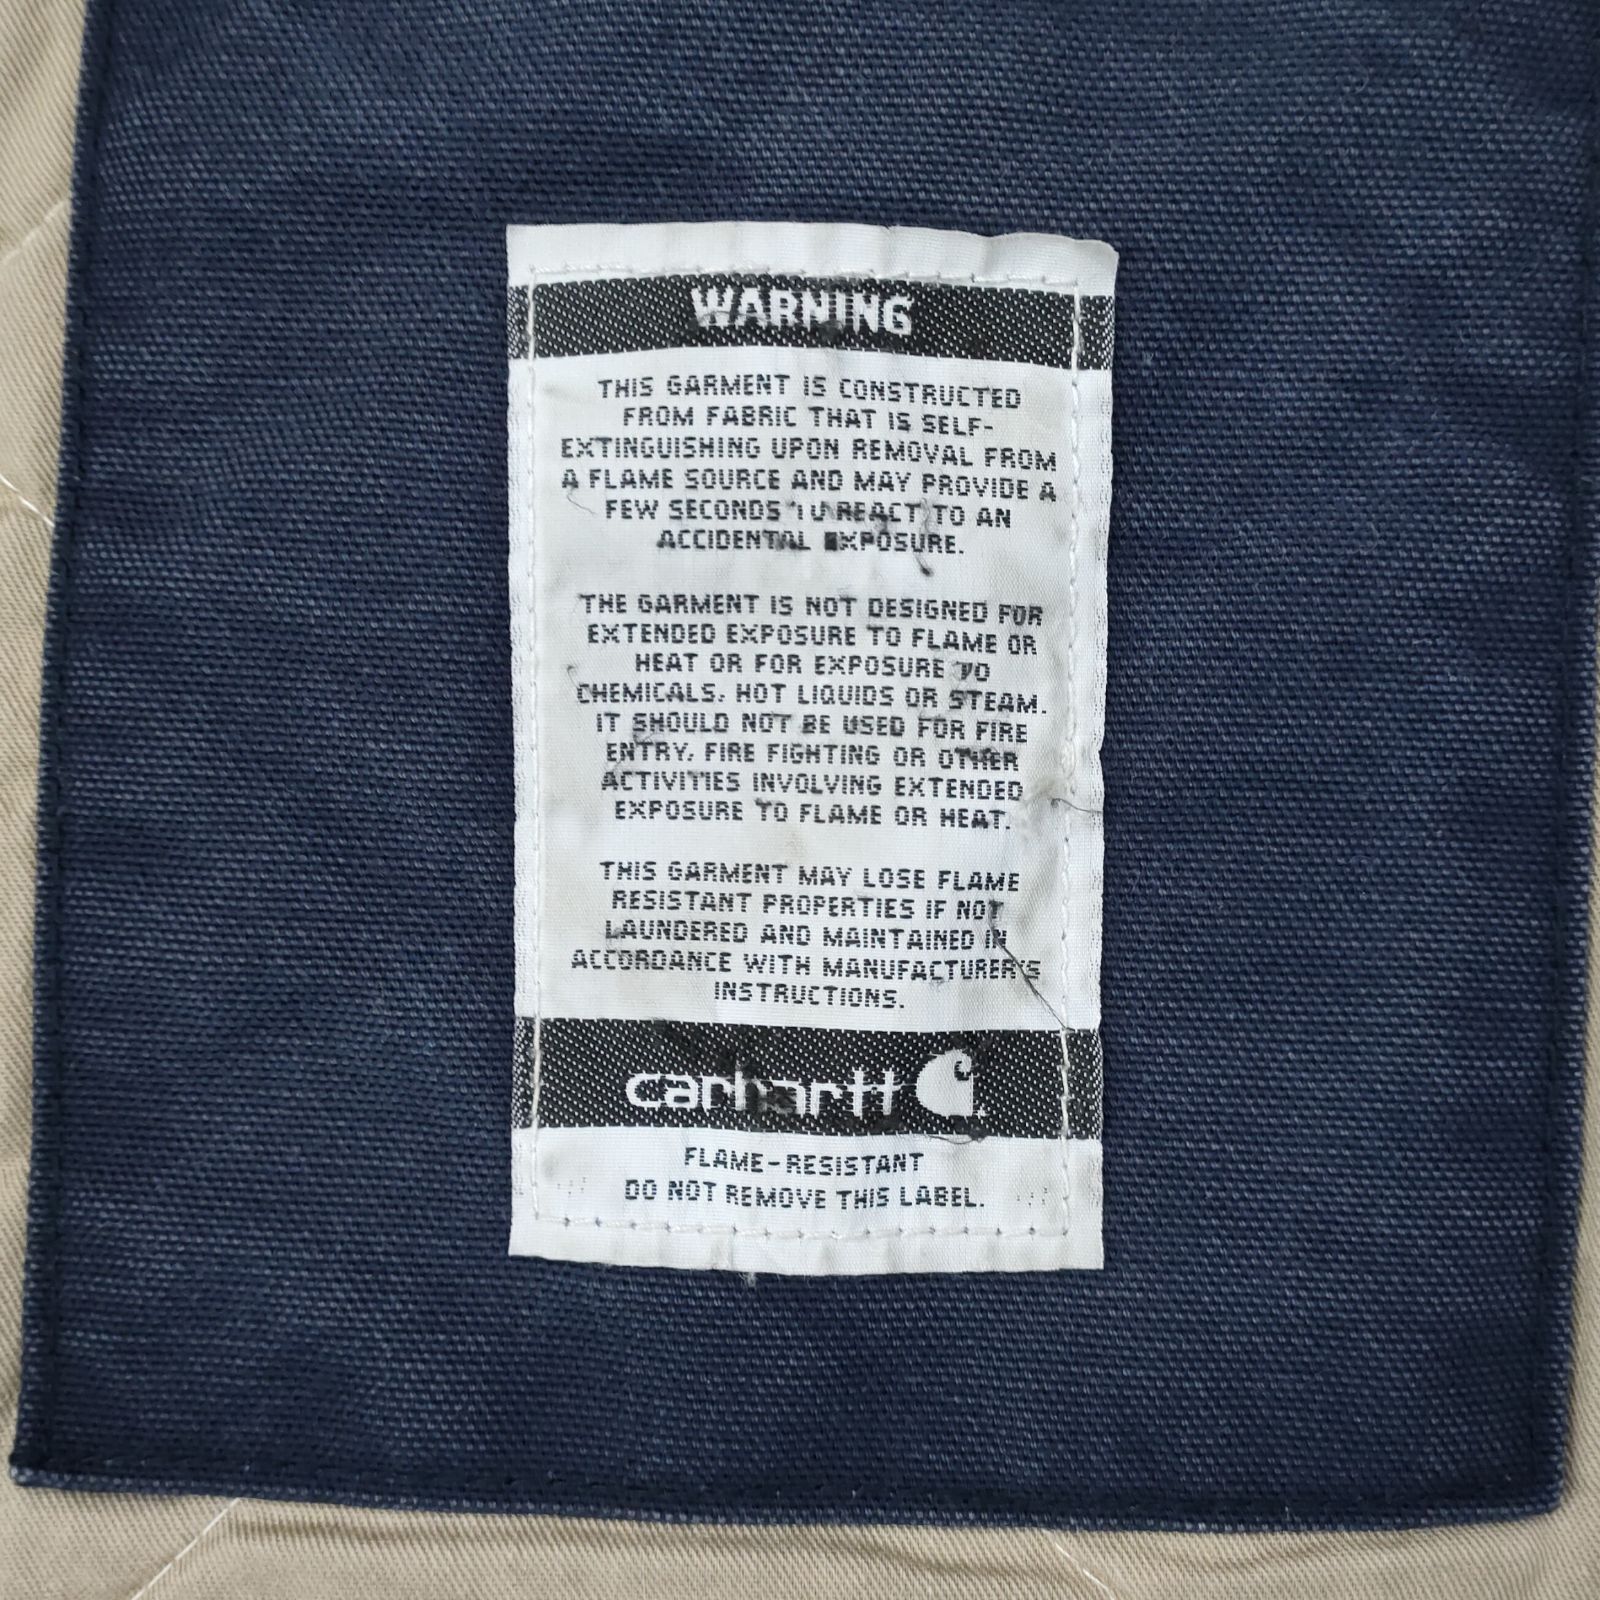 WARNING
THIS GARMENT IS CONSTRUCTED
FROM FABRIC THAT IS SELF-
EXTINGUISHING UPON REMOVAL FROM
A FLAME SOURCE AND MAY PROVIDE A
FEW SECONDS TO REACT TO AN
ACCIDENTAL EXPOSURE.
THE GARMENT IS NOT DESIGNED FOR
EXTENDED EXPOSURE TO FLAME OR
HEAT OR FOR EXPOSURE TO
CHEMICALS, HOT LIQUIDS OR STEAM.
IT SHOULD NOT BE USED FOR FIRE
ENTRY, FIRE FIGHTING OR OTHER
ACTIVITIES INVOLVING EXTENDED
EXPOSURE TO FLAME OR HEAT.
THIS GARMENT MAY LOSE FLAME
RESISTANT PROPERTIES IF NOT
LAUNDERED AND MAINTAINED IN
ACCORDANCE WITH MANUFACTURER'S
INSTRUCTIONS.
carhartt
FLAME-RESISTANT
DO NOT REMOVE THIS LABEL.